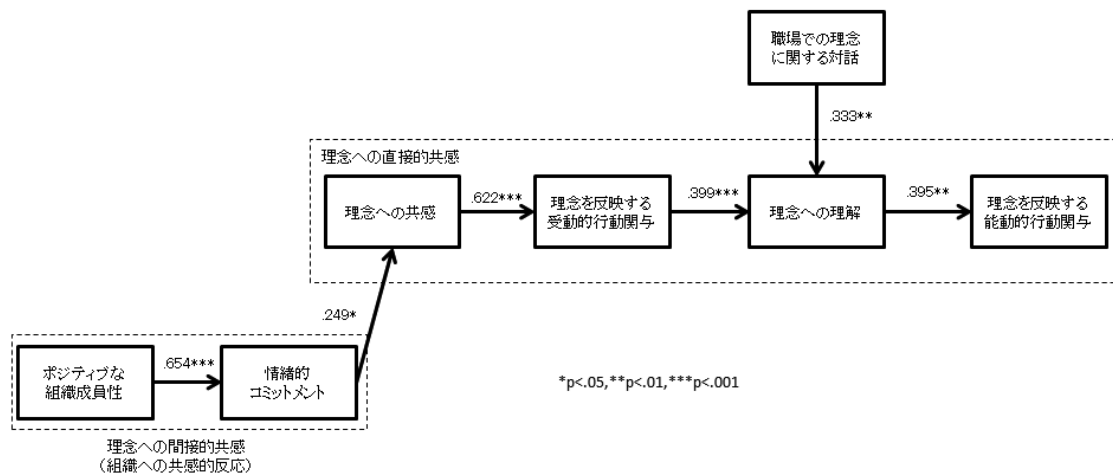 職場での理念
に関する対話
.333**
理念への直接的共感
理念への共感
.622***
理念を反映する
受動的行動関与
.399***
理念への理解
.395**
理念を反映する
能動的行動関与
.249*
ポジティブな
組織成員性
.654***
情緒的
コミットメント
*p<.05,**p<.01,***p<.001
理念への間接的共感
(組織への共感的反応)